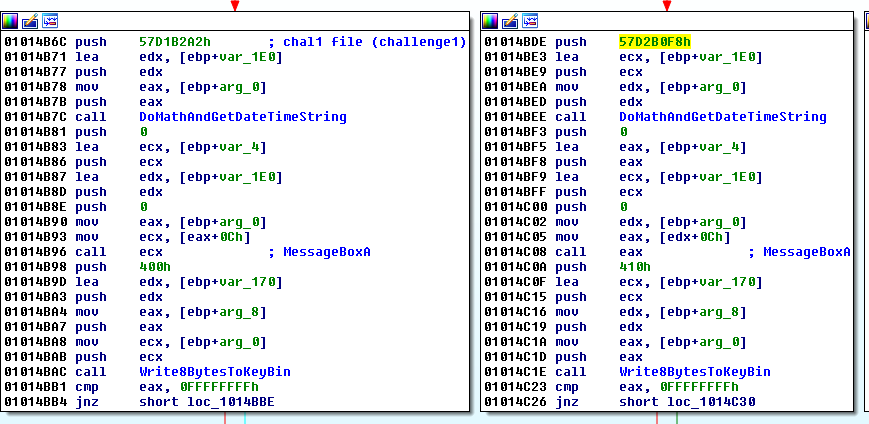 01014B6C push 57D1B2A2h ; chal1 file (challenge1)
01014B71 lea edx, [ebp+var_1E0]
01014B77 push edx
01014B78 mov eax, [ebp+arg_0]
01014B7B push eax
01014B7C call DoMathAndGetDateTimeString
01014B81 push 0
01014B83 lea ecx, [ebp+var_4]
01014B86 push ecx
01014B87 lea edx, [ebp+var_1E0]
01014B8D push edx
01014B8E push 0
01014B90 mov eax, [ebp+arg_0]
01014B93 mov ecx, [eax+0Ch]
01014B96 call ecx ; MessageBoxA
01014B98 push 400h
01014B9D lea edx, [ebp+var_170]
01014BA3 push edx
01014BA4 mov eax, [ebp+arg_8]
01014BA7 push eax
01014BA8 mov ecx, [ebp+arg_0]
01014BAB push ecx
01014BAC call Write8BytesToKeyBin
01014BB1 cmp eax, 0FFFFFFFFh
01014BB4 jnz short loc_1014BBE
01014BDE push 57D2B0F8h
01014BE3 lea ecx, [ebp+var_1E0]
01014BE9 push ecx
01014BEA mov edx, [ebp+arg_0]
01014BED push edx
01014BEE call DoMathAndGetDateTimeString
01014BF3 push 0
01014BF5 lea eax, [ebp+var_4]
01014BF8 push eax
01014BF9 lea ecx, [ebp+var_1E0]
01014BFF push ecx
01014C00 push 0
01014C02 mov edx, [ebp+arg_0]
01014C05 mov eax, [edx+0Ch]
01014C08 call eax ; MessageBoxA
01014C0A push 410h
01014C0F lea ecx, [ebp+var_170]
01014C15 push ecx
01014C16 mov edx, [ebp+arg_8]
01014C19 push edx
01014C1A mov eax, [ebp+arg_0]
01014C1D push eax
01014C1E call Write8BytesToKeyBin
01014C23 cmp eax, 0FFFFFFFFh
01014C26 jnz short loc_1014C30